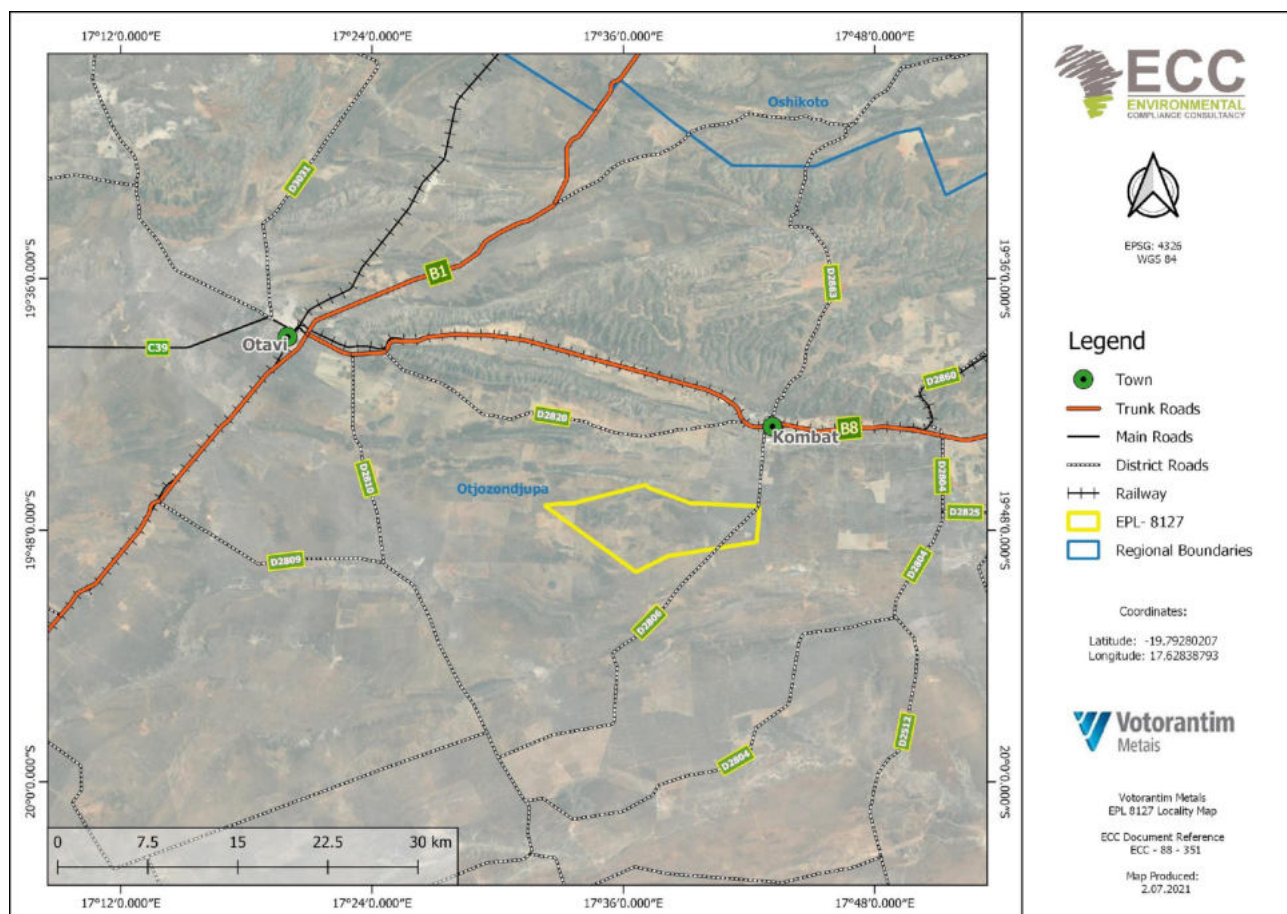 17°12'0.000"E
17°24'0.000"E
17°36'0.000"E
17°48'0.000"E
19°36'0.000"S
19°48'0.000"S
20°0'0.000"S
19°36'0.000"S
19°48'0.000"S
20°0'0.000"S
Oshikoto
D3031
B1
D2863
C39
Otavi
D2860
D2820
Kombat
B8
D2810
Otjozondjupa
D2804
D2825
D2809
D2804
D2806
D2512
D2804
0 7.5 15 22.5 30 km
17°12'0.000"E
17°24'0.000"E
17°36'0.000"E
17°48'0.000"E
ECC
ENVIRONMENTAL
COMPLIANCE CONSULTANCY
EPSG: 4326
WGS 84
Legend
Town
Trunk Roads
Main Roads
District Roads
Railway
EPL- 8127
Regional Boundaries
Coordinates:
Latitude: -19.79280207
Longitude: 17.62838793
Votorantim
Metais
Votorantim Metals
EPL 8127 Locality Map
ECC Document Reference
ECC - 88 - 351
Map Produced:
2.07.2021